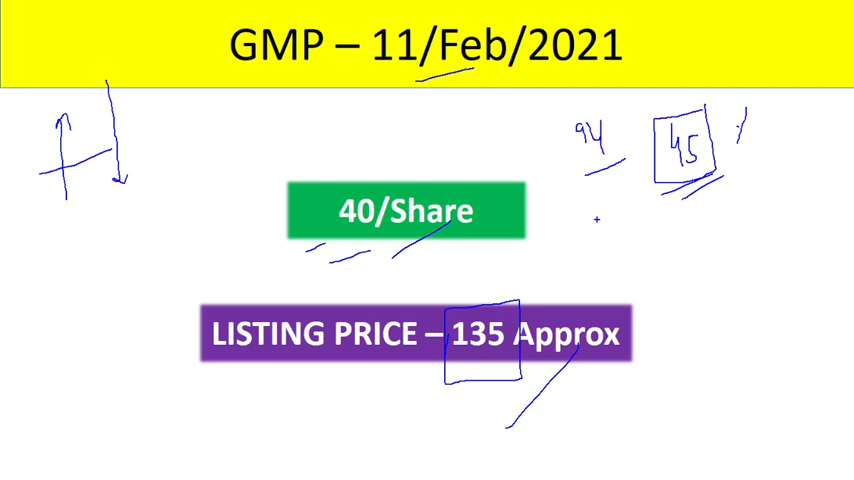 GMP – 11/Feb/2021
94 45
40/Share
LISTING PRICE – 135 Approx